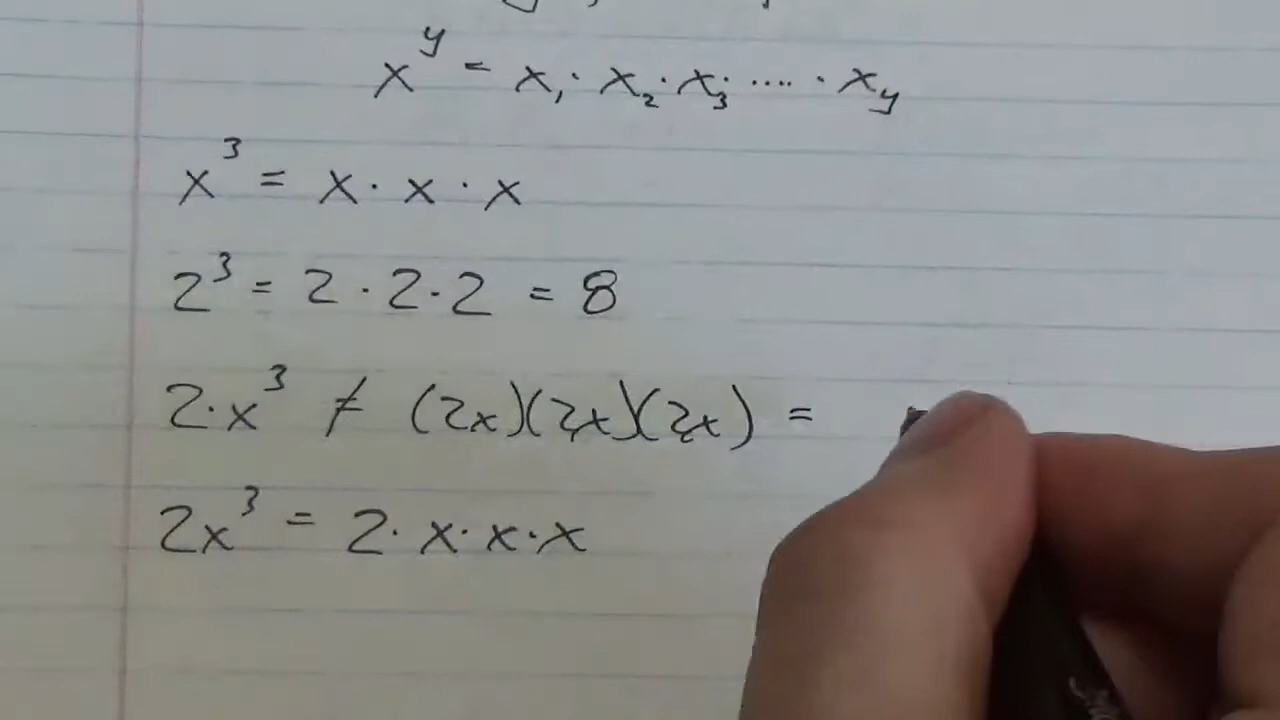 x^y = x₁ · x₂ · x₃ · .... · x_y
x³ = x · x · x
2³ = 2 · 2 · 2 = 8
2·x³ ≠ (2x)(2x)(2x) =
2x³ = 2 · x · x · x